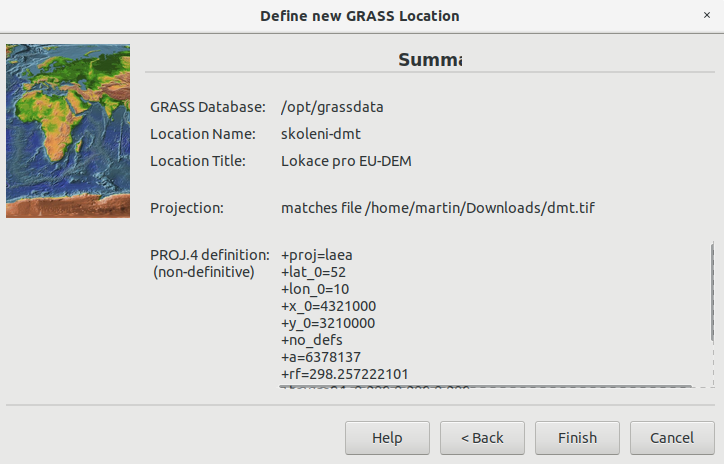 Define new GRASS Location
×
Summa
GRASS Database: /opt/grassdata
Location Name: skoleni-dmt
Location Title: Lokace pro EU-DEM
Projection: matches file /home/martin/Downloads/dmt.tif
PROJ.4 definition: +proj=laea
(non-definitive) +lat_0=52
+lon_0=10
+x_0=4321000
+y_0=3210000
+no_defs
+a=6378137
+rf=298.257222101
Help < Back Finish Cancel